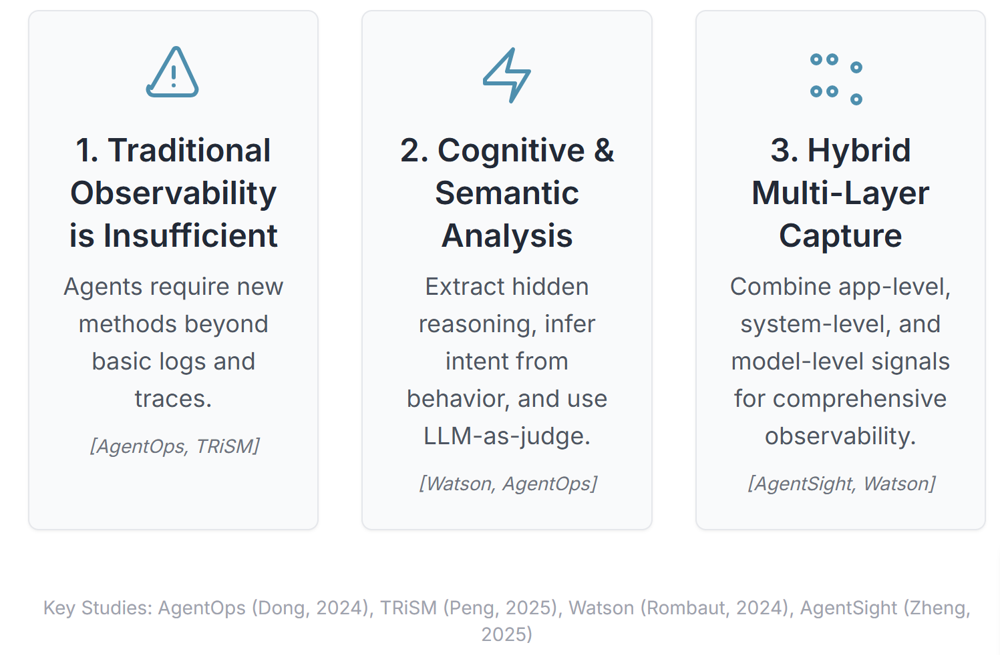 1. Traditional
Observability
is Insufficient
Agents require new
methods beyond
basic logs and
traces.
[AgentOps, TRiSM]
2. Cognitive &
Semantic
Analysis
Extract hidden
reasoning, infer
intent from
behavior, and use
LLM-as-judge.
[Watson, AgentOps]
3. Hybrid
Multi-Layer
Capture
Combine app-level,
system-level, and
model-level signals
for comprehensive
observability.
[AgentSight, Watson]
Key Studies: AgentOps (Dong, 2024), TRiSM (Peng, 2025), Watson (Rombaut, 2024), AgentSight (Zheng,
2025)